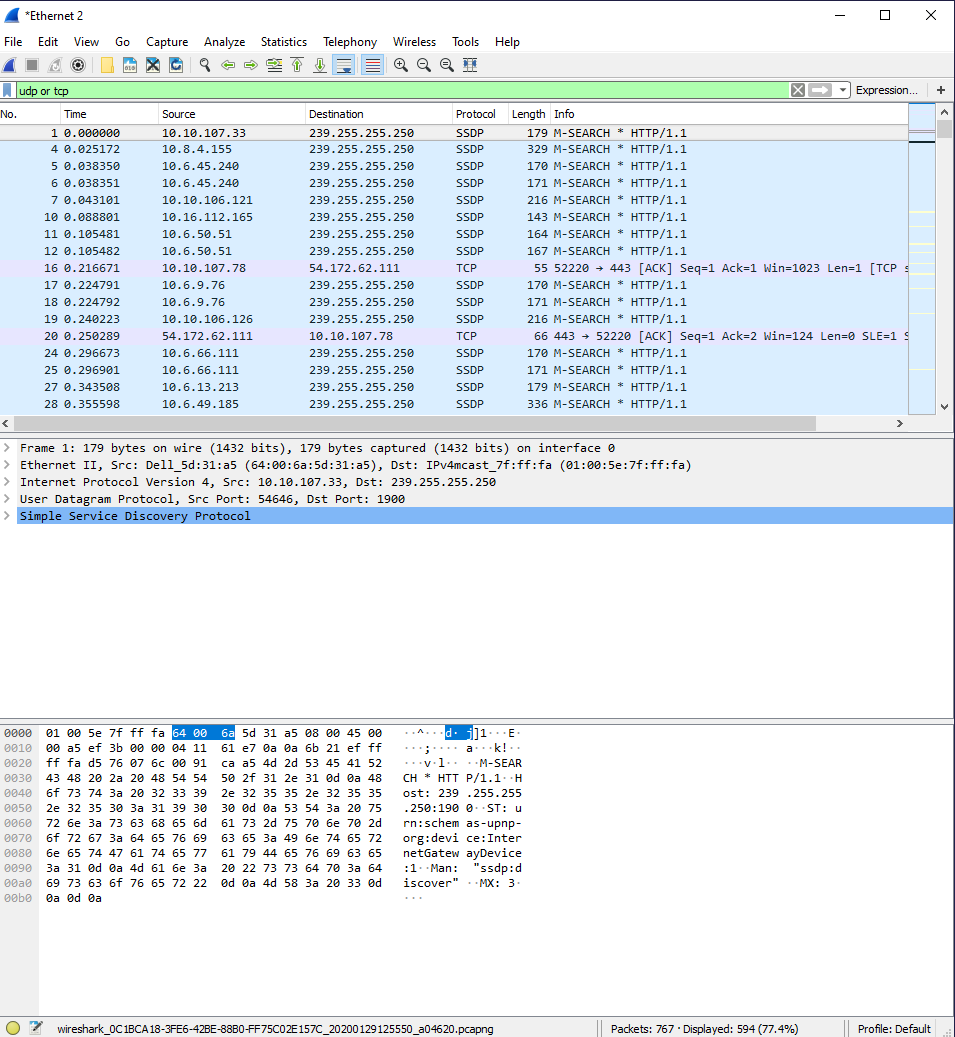 *Ethernet 2
File Edit View Go Capture Analyze Statistics Telephony Wireless Tools Help
udp or tcp Expression... +
No. Time Source Destination Protocol Length Info
1 0.000000 10.10.107.33 239.255.255.250 SSDP 179 M-SEARCH * HTTP/1.1
4 0.025172 10.8.4.155 239.255.255.250 SSDP 329 M-SEARCH * HTTP/1.1
5 0.038350 10.6.45.240 239.255.255.250 SSDP 170 M-SEARCH * HTTP/1.1
6 0.038351 10.6.45.240 239.255.255.250 SSDP 171 M-SEARCH * HTTP/1.1
7 0.043101 10.10.106.121 239.255.255.250 SSDP 216 M-SEARCH * HTTP/1.1
10 0.088801 10.16.112.165 239.255.255.250 SSDP 143 M-SEARCH * HTTP/1.1
11 0.105481 10.6.50.51 239.255.255.250 SSDP 164 M-SEARCH * HTTP/1.1
12 0.105482 10.6.50.51 239.255.255.250 SSDP 167 M-SEARCH * HTTP/1.1
16 0.216671 10.10.107.78 54.172.62.111 TCP 55 52220 → 443 [ACK] Seq=1 Ack=1 Win=1023 Len=1 [TCP s
17 0.224791 10.6.9.76 239.255.255.250 SSDP 170 M-SEARCH * HTTP/1.1
18 0.224792 10.6.9.76 239.255.255.250 SSDP 171 M-SEARCH * HTTP/1.1
19 0.240223 10.10.106.126 239.255.255.250 SSDP 216 M-SEARCH * HTTP/1.1
20 0.250289 54.172.62.111 10.10.107.78 TCP 66 443 → 52220 [ACK] Seq=1 Ack=2 Win=124 Len=0 SLE=1 S
24 0.296673 10.6.66.111 239.255.255.250 SSDP 170 M-SEARCH * HTTP/1.1
25 0.296901 10.6.66.111 239.255.255.250 SSDP 171 M-SEARCH * HTTP/1.1
27 0.343508 10.6.13.213 239.255.255.250 SSDP 179 M-SEARCH * HTTP/1.1
28 0.355598 10.6.49.185 239.255.255.250 SSDP 336 M-SEARCH * HTTP/1.1
Frame 1: 179 bytes on wire (1432 bits), 179 bytes captured (1432 bits) on interface 0
Ethernet II, Src: Dell_5d:31:a5 (64:00:6a:5d:31:a5), Dst: IPv4mcast_7f:ff:fa (01:00:5e:7f:ff:fa)
Internet Protocol Version 4, Src: 10.10.107.33, Dst: 239.255.255.250
User Datagram Protocol, Src Port: 54646, Dst Port: 1900
Simple Service Discovery Protocol
0000 01 00 5e 7f ff fa 64 00 6a 5d 31 a5 08 00 45 00 ··^···d· j]1···E·
0010 00 a5 ef 3b 00 00 04 11 61 e7 0a 0a 6b 21 ef ff ···;···· a···k!··
0020 ff fa d5 76 07 6c 00 91 ca a5 4d 2d 53 45 41 52 ···v·l·· ··M-SEAR
0030 43 48 20 2a 20 48 54 54 50 2f 31 2e 31 0d 0a 48 CH * HTT P/1.1··H
0040 6f 73 74 3a 20 32 33 39 2e 32 35 35 2e 32 35 35 ost: 239 .255.255
0050 2e 32 35 30 3a 31 39 30 30 0d 0a 53 54 3a 20 75 .250:190 0··ST: u
0060 72 6e 3a 73 63 68 65 6d 61 73 2d 75 70 6e 70 2d rn:schem as-upnp-
0070 6f 72 67 3a 64 65 76 69 63 65 3a 49 6e 74 65 72 org:devi ce:Inter
0080 6e 65 74 47 61 74 65 77 61 79 44 65 76 69 63 65 netGatew ayDevice
0090 3a 31 0d 0a 4d 61 6e 3a 20 22 73 73 64 70 3a 64 :1··Man: "ssdp:d
00a0 69 73 63 6f 76 65 72 22 0d 0a 4d 58 3a 20 33 0d iscover" ··MX: 3·
00b0 0a 0d 0a ···
wireshark_0C1BCA18-3FE6-42BE-88B0-FF75C02E157C_20200129125550_a04620.pcapng Packets: 767 · Displayed: 594 (77.4%) Profile: Default